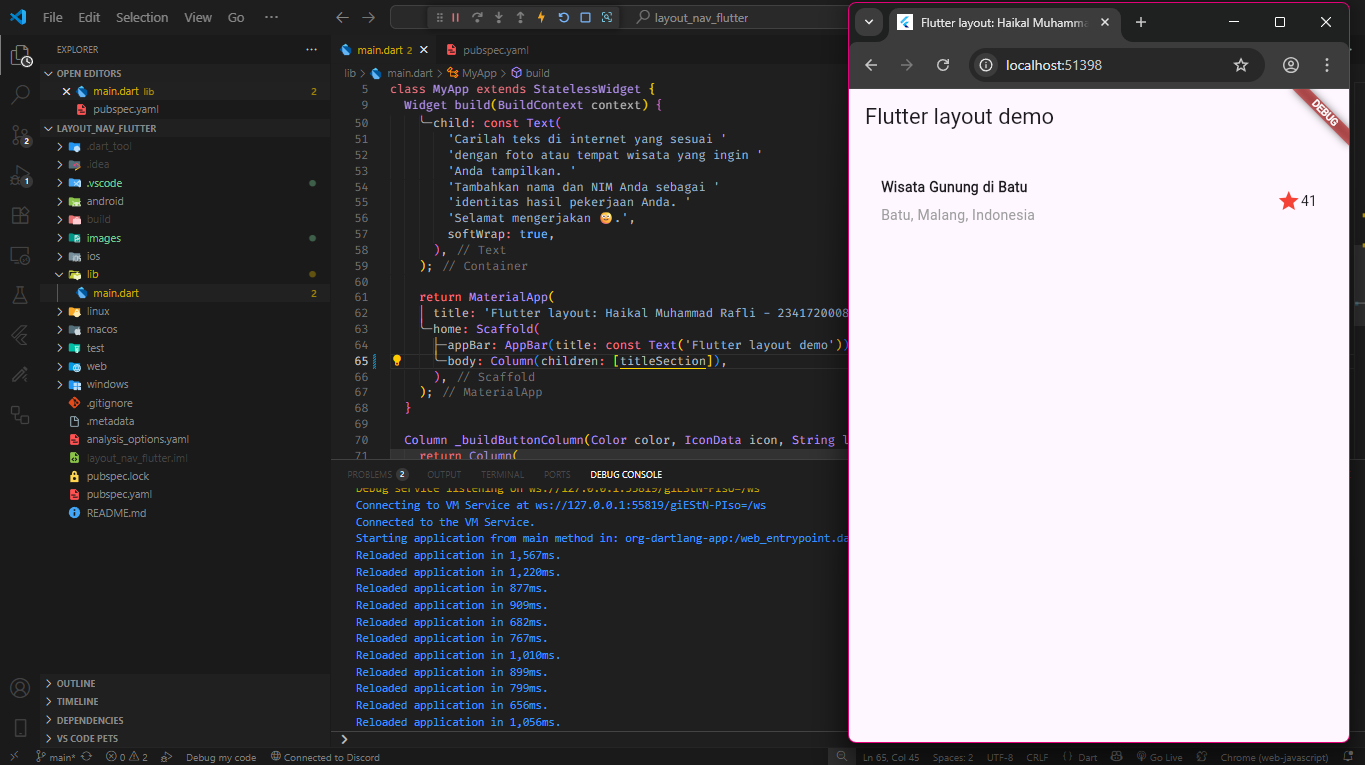 File Edit Selection View Go ··· layout_nav_flutter
EXPLORER ···
OPEN EDITORS
main.dart lib 2
pubspec.yaml
LAYOUT_NAV_FLUTTER
.dart_tool
.idea
.vscode
android
build
images
ios
lib
main.dart 2
linux
macos
test
web
windows
.gitignore
.metadata
analysis_options.yaml
layout_nav_flutter.iml
pubspec.lock
pubspec.yaml
README.md
OUTLINE
TIMELINE
DEPENDENCIES
VS CODE PETS
2
1
main.dart 2 pubspec.yaml
lib > main.dart > MyApp > build
5 class MyApp extends StatelessWidget {
9 Widget build(BuildContext context) {
50 child: const Text(
51 'Carilah teks di internet yang sesuai '
52 'dengan foto atau tempat wisata yang ingin '
53 'Anda tampilkan. '
54 'Tambahkan nama dan NIM Anda sebagai '
55 'identitas hasil pekerjaan Anda. '
56 'Selamat mengerjakan 😀.',
57 softWrap: true,
58 ), // Text
59 ); // Container
60
61 return MaterialApp(
62 title: 'Flutter layout: Haikal Muhammad Rafli - 2341720008
63 home: Scaffold(
64 appBar: AppBar(title: const Text('Flutter layout demo'))
65 body: Column(children: [titleSection]),
66 ), // Scaffold
67 ); // MaterialApp
68 }
69
70 Column _buildButtonColumn(Color color, IconData icon, String l
71 return Column(
PROBLEMS 2 OUTPUT TERMINAL PORTS DEBUG CONSOLE
Debug service listening on ws://127.0.0.1:55819/giEStN-PIso=/ws
Connecting to VM Service at ws://127.0.0.1:55819/giEStN-PIso=/ws
Connected to the VM Service.
Starting application from main method in: org-dartlang-app:/web_entrypoint.da
Reloaded application in 1,567ms.
Reloaded application in 1,220ms.
Reloaded application in 877ms.
Reloaded application in 909ms.
Reloaded application in 682ms.
Reloaded application in 767ms.
Reloaded application in 1,010ms.
Reloaded application in 899ms.
Reloaded application in 799ms.
Reloaded application in 656ms.
Reloaded application in 1,056ms.
Flutter layout: Haikal Muhamma
localhost:51398
Flutter layout demo
DEBUG
Wisata Gunung di Batu
Batu, Malang, Indonesia
41
main* 0 2 Debug my code Connected to Discord Ln 65, Col 45 Spaces: 2 UTF-8 CRLF { } Dart Go Live Chrome (web-javascript)